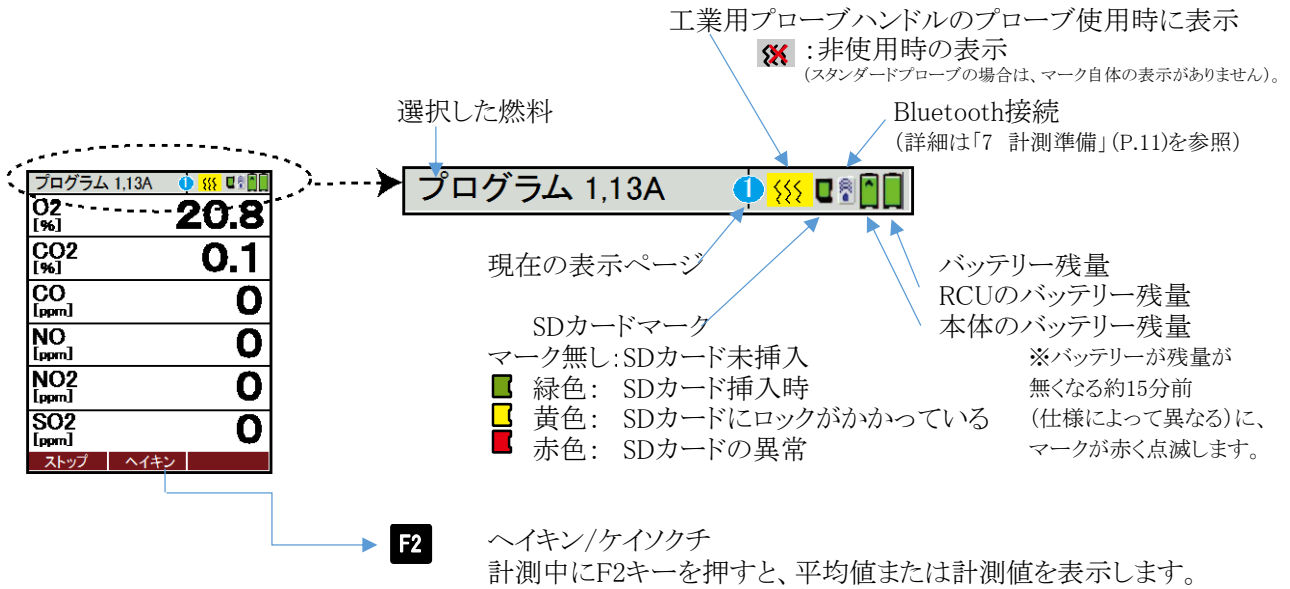 工業用プローブハンドルのプローブ使用時に表示
:非使用時の表示
(スタンダードプローブの場合は、マーク自体の表示がありません)。
選択した燃料
Bluetooth接続
(詳細は「7 計測準備」(P.11)を参照)
プログラム 1,13A 1
プログラム 1,13A 1
O2 [%] 20.8
CO2 [%] 0.1
CO [ppm] 0
NO [ppm] 0
NO2 [ppm] 0
SO2 [ppm] 0
ストップ ヘイキン
現在の表示ページ
SDカードマーク
マーク無し:SDカード未挿入
緑色: SDカード挿入時
黄色: SDカードにロックがかかっている
赤色: SDカードの異常
バッテリー残量
RCUのバッテリー残量
本体のバッテリー残量
※バッテリーが残量が
無くなる約15分前
(仕様によって異なる)に、
マークが赤く点滅します。
F2 ヘイキン/ケイソクチ
計測中にF2キーを押すと、平均値または計測値を表示します。